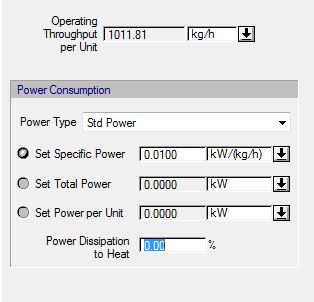 Operating
Throughput 1011.81 kg/h
per Unit
Power Consumption
Power Type Std Power
Set Specific Power 0.0100 kW/(kg/h)
Set Total Power 0.0000 kW
Set Power per Unit 0.0000 kW
Power Dissipation 0.00 %
to Heat